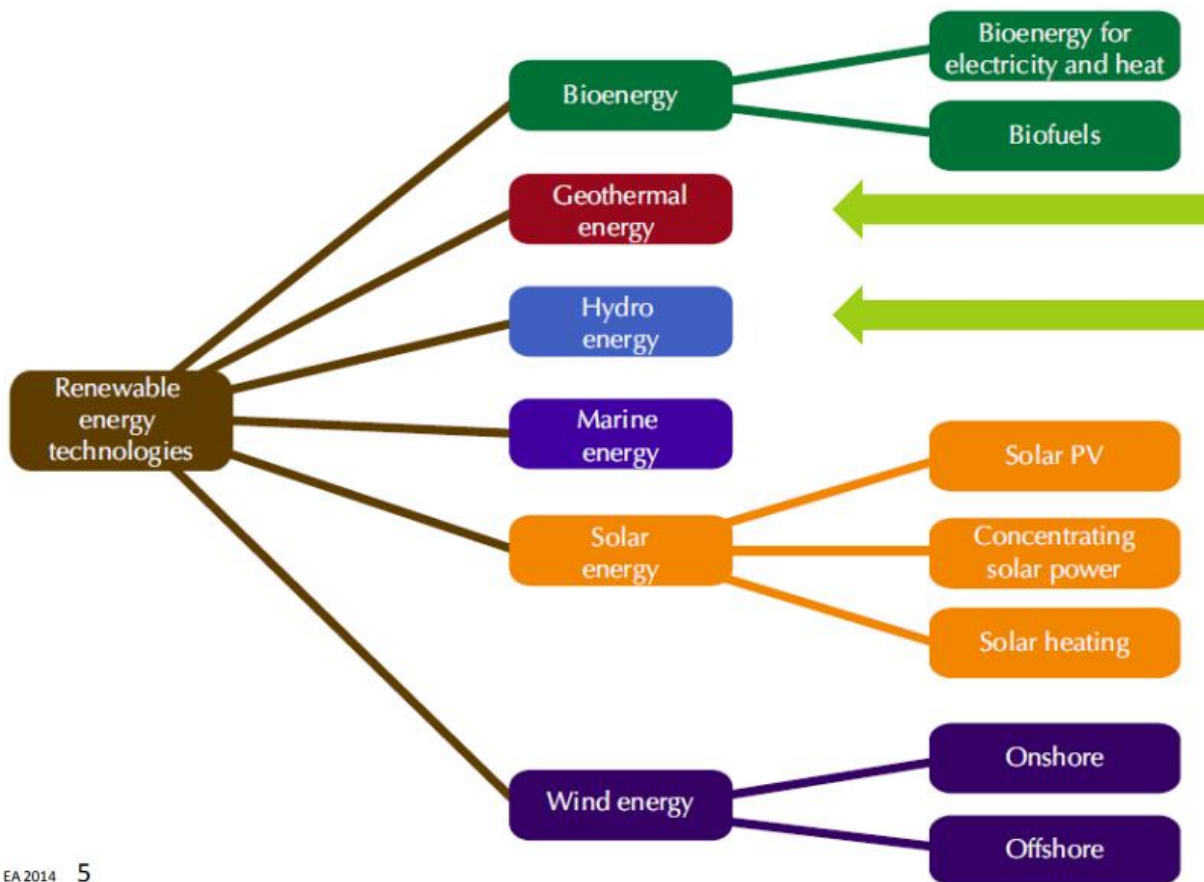 Bioenergy for
electricity and heat
Bioenergy
Biofuels
Geothermal
energy
Hydro
energy
Renewable
energy
technologies
Marine
energy
Solar PV
Solar
energy
Concentrating
solar power
Solar heating
Onshore
Wind energy
Offshore
EA 2014 5